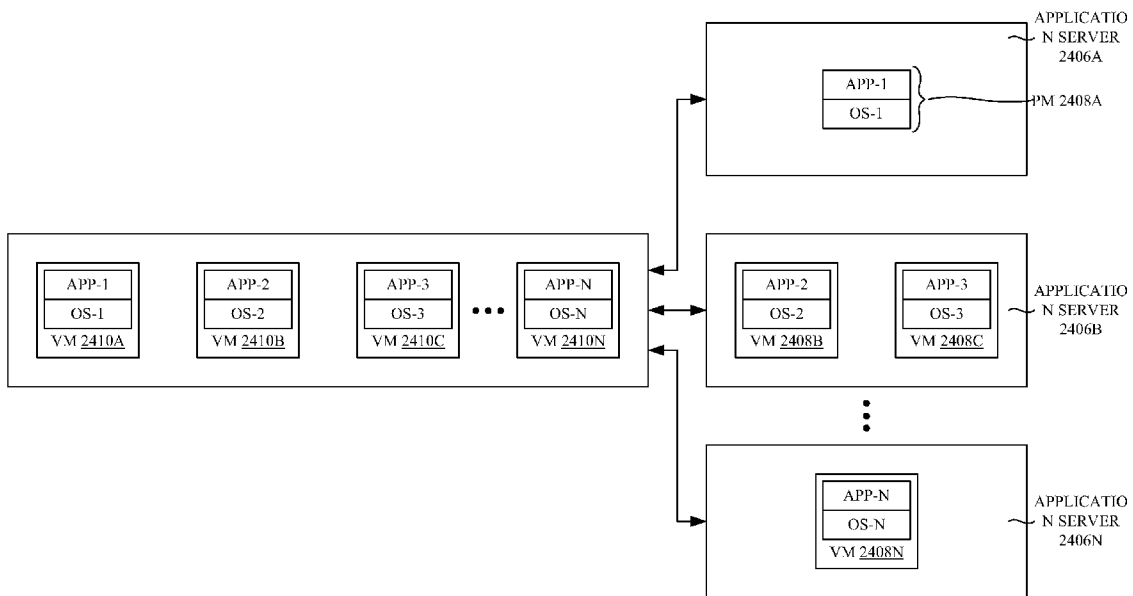 APPLICATIO
N SERVER
2406A
APP-1
OS-1
PM 2408A
APP-1
OS-1
VM 2410A
APP-2
OS-2
VM 2410B
APP-3
OS-3
VM 2410C
APP-N
OS-N
VM 2410N
APP-2
OS-2
VM 2408B
APP-3
OS-3
VM 2408C
APPLICATIO
N SERVER
2406B
APP-N
OS-N
VM 2408N
APPLICATIO
N SERVER
2406N